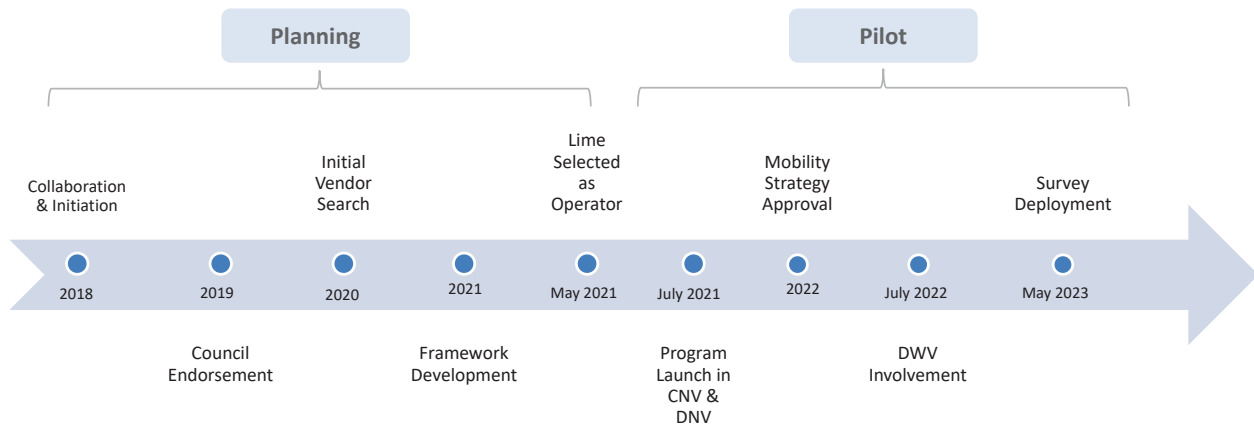 Planning
Pilot
Collaboration
& Initiation
Initial
Vendor
Search
Lime
Selected
as
Operator
Mobility
Strategy
Approval
Survey
Deployment
2018
2019
2020
2021
May 2021
July 2021
2022
July 2022
May 2023
Council
Endorsement
Framework
Development
Program
Launch in
CNV &
DNV
DWV
Involvement